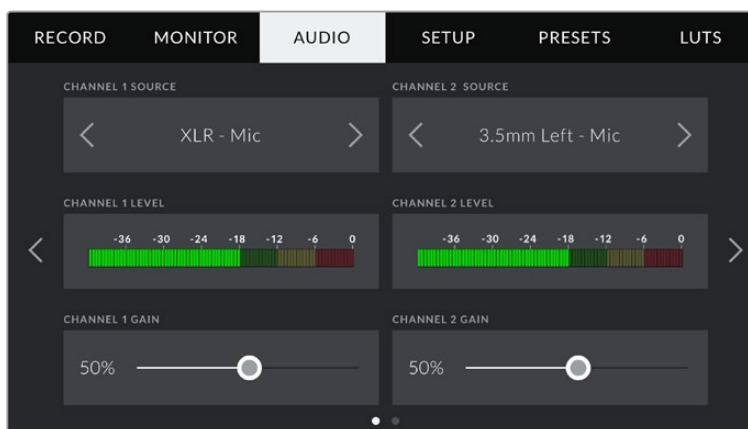 RECORD MONITOR AUDIO SETUP PRESETS LUTS
CHANNEL 1 SOURCE CHANNEL 2 SOURCE
XLR - Mic 3.5mm Left - Mic
CHANNEL 1 LEVEL CHANNEL 2 LEVEL
-36 -30 -24 -18 -12 -6 0 -36 -30 -24 -18 -12 -6 0
CHANNEL 1 GAIN CHANNEL 2 GAIN
50% 50%